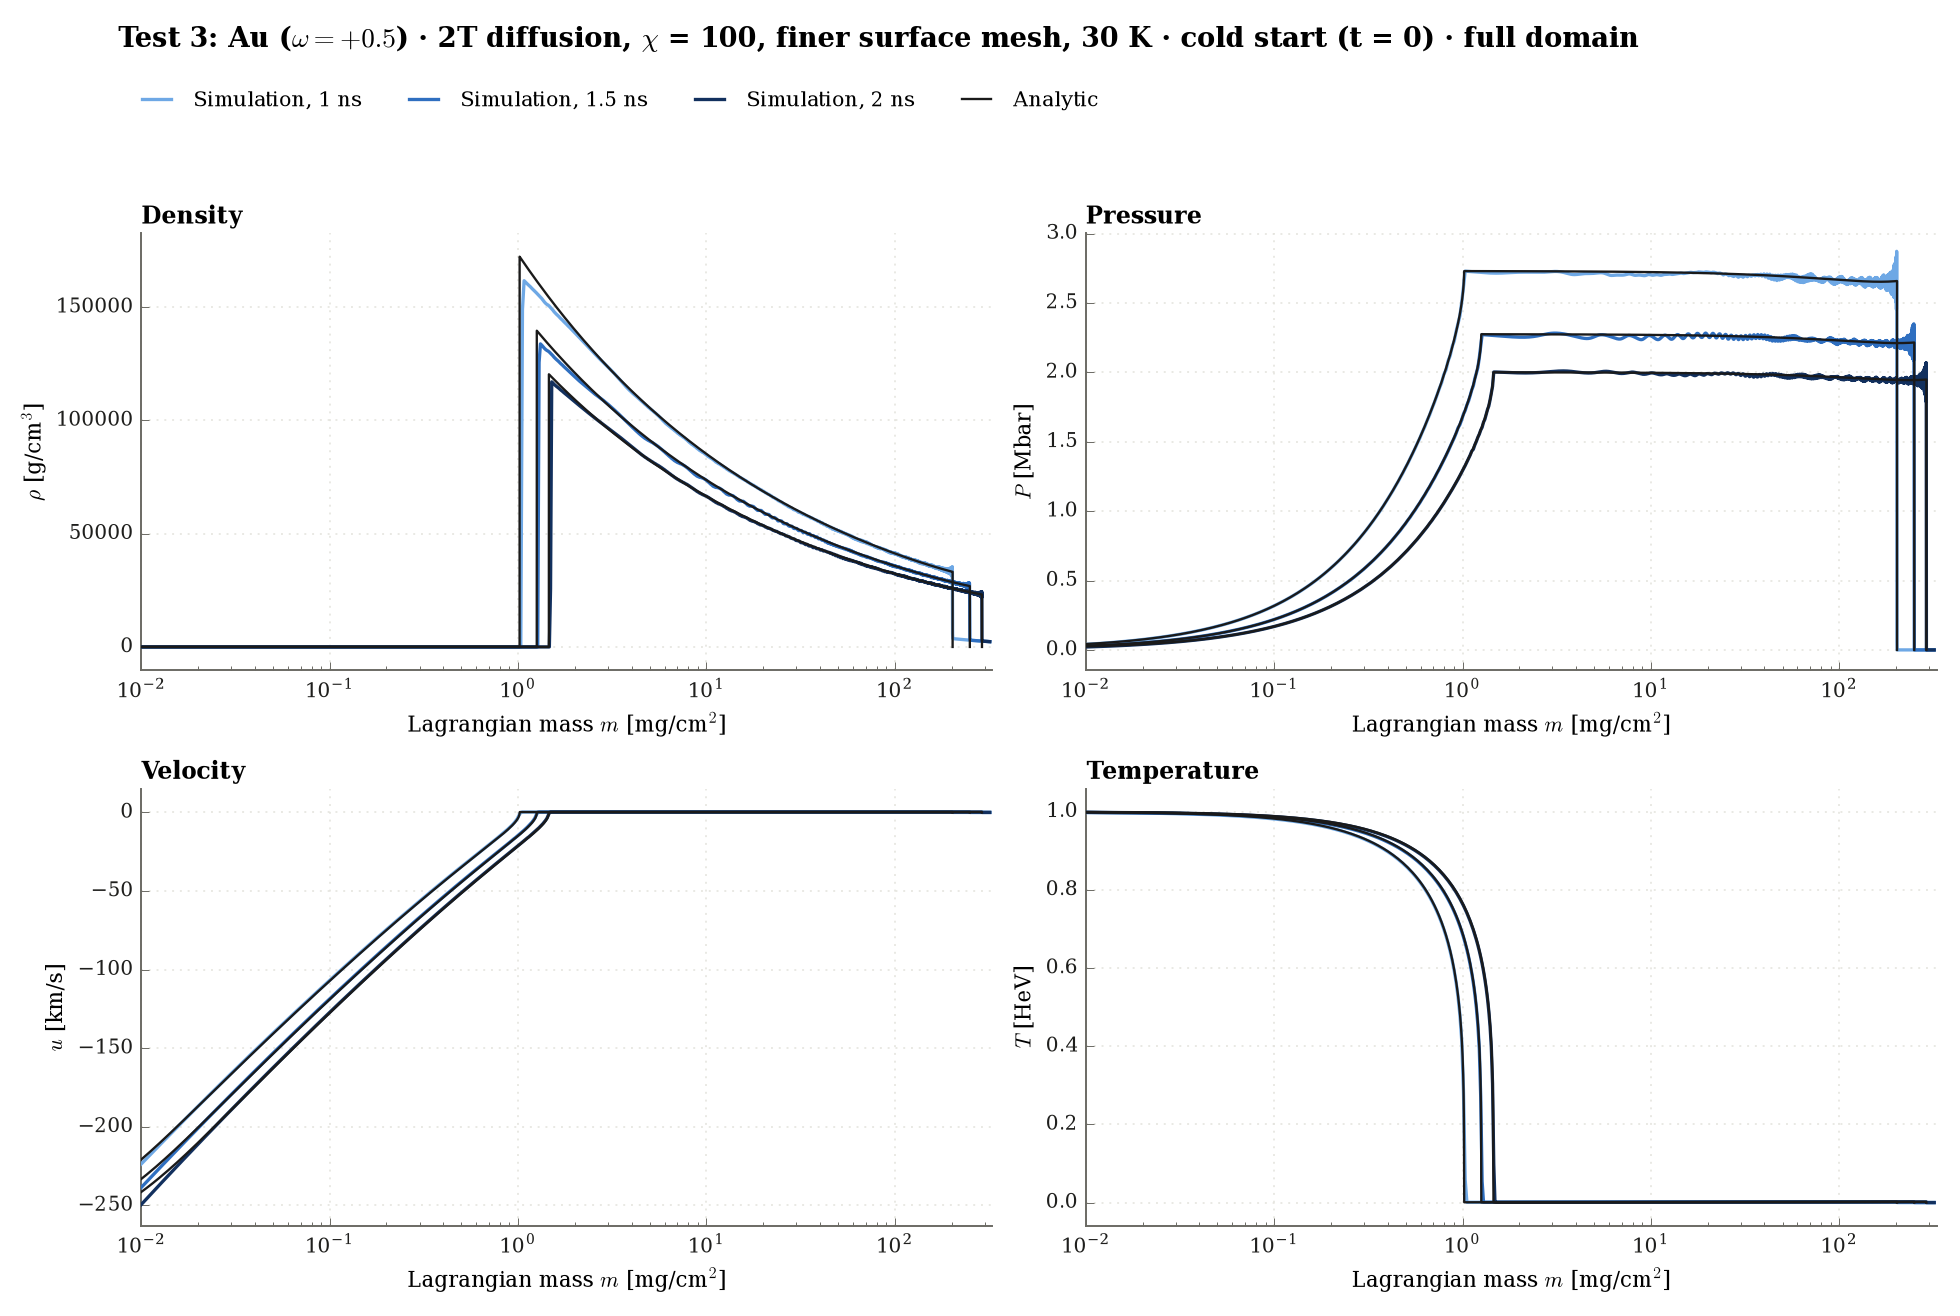 Test 3: Au (ω = +0.5) · 2T diffusion, χ = 100, finer surface mesh, 30 K · cold start (t = 0) · full domain
Simulation, 1 ns Simulation, 1.5 ns Simulation, 2 ns Analytic
Density
150000
100000
50000
0
ρ [g/cm³]
10⁻² 10⁻¹ 10⁰ 10¹ 10²
Lagrangian mass m [mg/cm²]
Pressure
3.0
2.5
2.0
1.5
1.0
0.5
0.0
P [Mbar]
10⁻² 10⁻¹ 10⁰ 10¹ 10²
Lagrangian mass m [mg/cm²]
Velocity
0
−50
−100
−150
−200
−250
u [km/s]
10⁻² 10⁻¹ 10⁰ 10¹ 10²
Lagrangian mass m [mg/cm²]
Temperature
1.0
0.8
0.6
0.4
0.2
0.0
T [HeV]
10⁻² 10⁻¹ 10⁰ 10¹ 10²
Lagrangian mass m [mg/cm²]